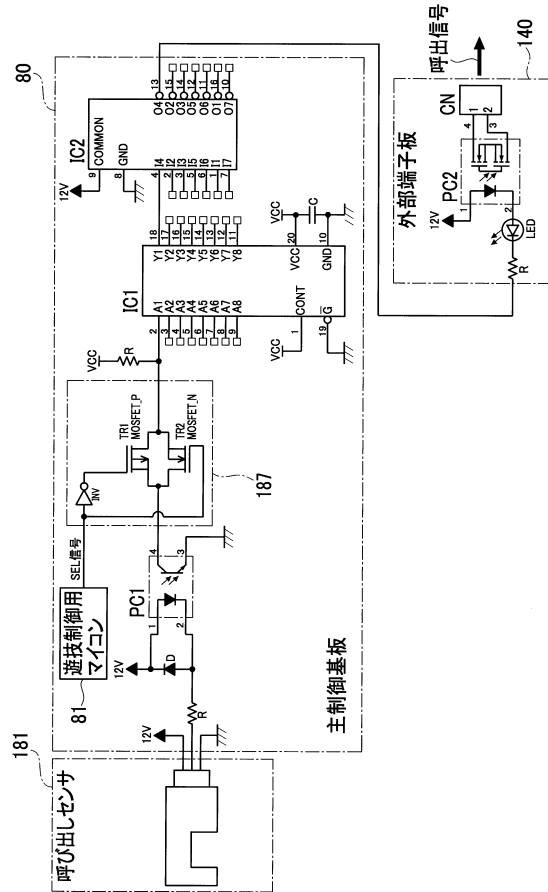 181
呼び出しセンサ
12V
R
12V
D
主制御基板
81
遊技制御用
マイコン
SEL信号
PC1
1
2
4
3
INV
TR1
MOSFET_P
TR2
MOSFET_N
187
VCC
R
IC1
2 A1
3 A2
4 A3
5 A4
6 A5
7 A6
8 A7
9 A8
Y1 18
Y2 17
Y3 16
Y4 15
Y5 14
Y6 13
Y7 12
Y8 11
VCC
1 CONT
19 G
VCC 20
VCC
GND 10
C
80
12V
IC2
9 COMMON
8 GND
4 I4
2 I2
3 I3
5 I5
6 I6
1 I1
7 I7
O4 13
O2 15
O3 14
O5 12
O6 11
O1 16
O7 10
外部端子板
140
12V
R
LED
PC2
1
2
4
3
CN
1
2
呼出信号